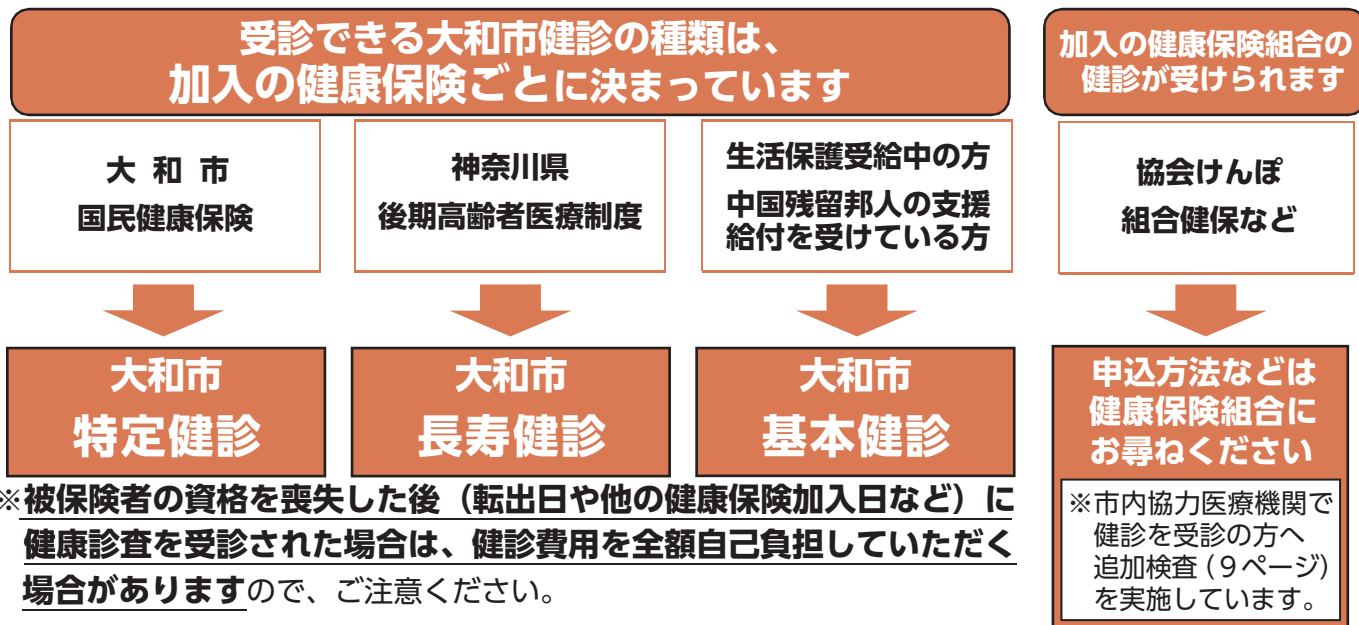 受診できる大和市健診の種類は、
加入の健康保険ごとに決まっています
大和市
国民健康保険
神奈川県
後期高齢者医療制度
生活保護受給中の方
中国残留邦人の支援
給付を受けている方
大和市
特定健診
大和市
長寿健診
大和市
基本健診
※被保険者の資格を喪失した後（転出日や他の健康保険加入日など）に
健康診査を受診された場合は、健診費用を全額自己負担していただく
場合がありますので、ご注意ください。
加入の健康保険組合の
健診が受けられます
協会けんぽ
組合健保など
申込方法などは
健康保険組合に
お尋ねください
※市内協力医療機関で
健診を受診の方へ
追加検査（９ページ）
を実施しています。